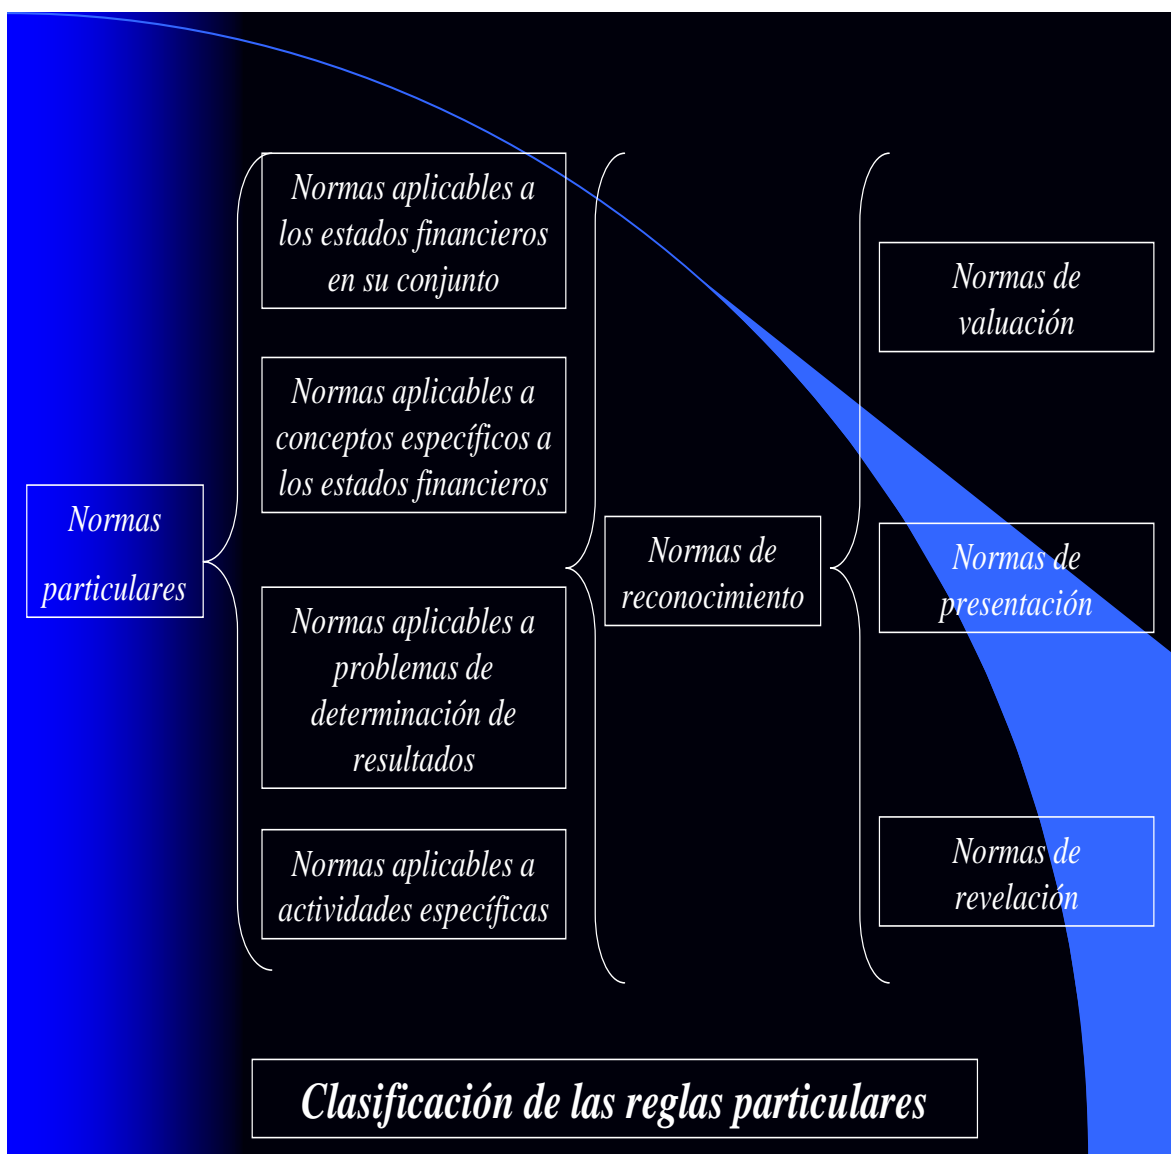 Normas
particulares
Normas aplicables a
los estados financieros
en su conjunto
Normas aplicables a
conceptos específicos a
los estados financieros
Normas aplicables a
problemas de
determinación de
resultados
Normas aplicables a
actividades específicas
Normas de
reconocimiento
Normas de
valuación
Normas de
presentación
Normas de
revelación
Clasificación de las reglas particulares